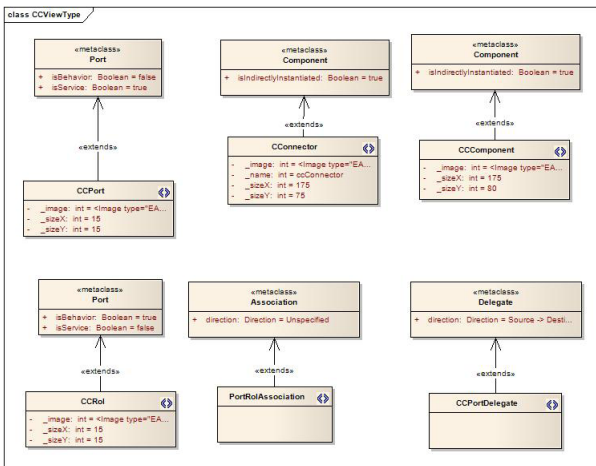 class CCViewType
«metaclass»
Port
+ isBehavior: Boolean = false
+ isService: Boolean = true
«extends»
CCPort
- _image: int = <Image type="EA...
- _sizeX: int = 15
- _sizeY: int = 15
«metaclass»
Component
+ isIndirectlyInstantiated: Boolean = true
«extends»
CConnector
- _image: int = <Image type="EA...
- _name: int = ccConnector
- _sizeX: int = 175
- _sizeY: int = 75
«metaclass»
Component
+ isIndirectlyInstantiated: Boolean = true
«extends»
CCComponent
- _image: int = <Image type="EA...
- _sizeX: int = 175
- _sizeY: int = 80
«metaclass»
Port
+ isBehavior: Boolean = true
+ isService: Boolean = false
«extends»
CCRol
- _image: int = <Image type="EA...
- _sizeX: int = 15
- _sizeY: int = 15
«metaclass»
Association
+ direction: Direction = Unspecified
«extends»
PortRolAssociation
«metaclass»
Delegate
+ direction: Direction = Source -> Desti...
«extends»
CCPortDelegate